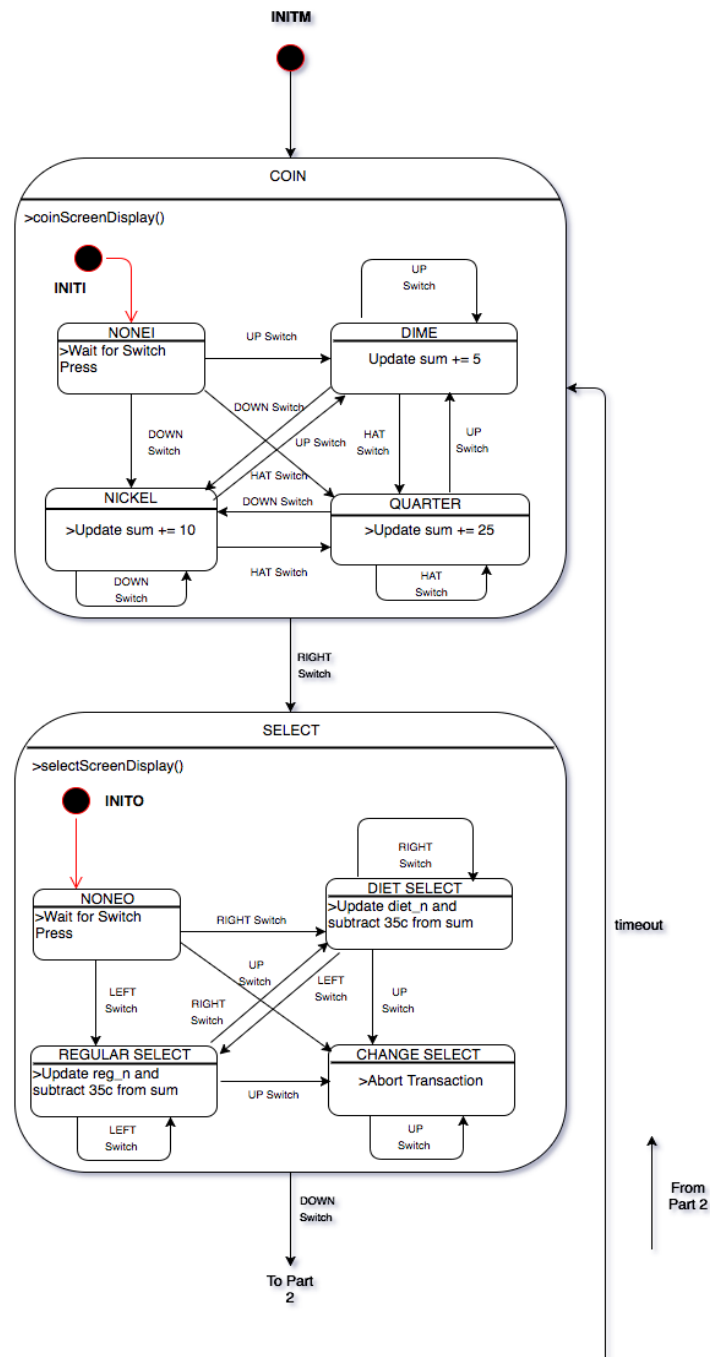 INITM
COIN
>coinScreenDisplay()
INITI
UP
Switch
NONEI
>Wait for Switch
Press
UP Switch
DIME
Update sum += 5
DOWN Switch
DOWN
Switch
UP Switch
HAT
Switch
UP
Switch
HAT Switch
NICKEL
>Update sum += 10
DOWN Switch
QUARTER
>Update sum += 25
HAT Switch
DOWN
Switch
HAT
Switch
RIGHT
Switch
SELECT
>selectScreenDisplay()
INITO
RIGHT
Switch
NONEO
>Wait for Switch
Press
RIGHT Switch
DIET SELECT
>Update diet_n and
subtract 35c from sum
timeout
LEFT
Switch
UP
Switch
RIGHT
Switch
LEFT
Switch
UP
Switch
REGULAR SELECT
>Update reg_n and
subtract 35c from sum
UP Switch
CHANGE SELECT
>Abort Transaction
LEFT
Switch
UP
Switch
DOWN
Switch
From
Part 2
To Part
2